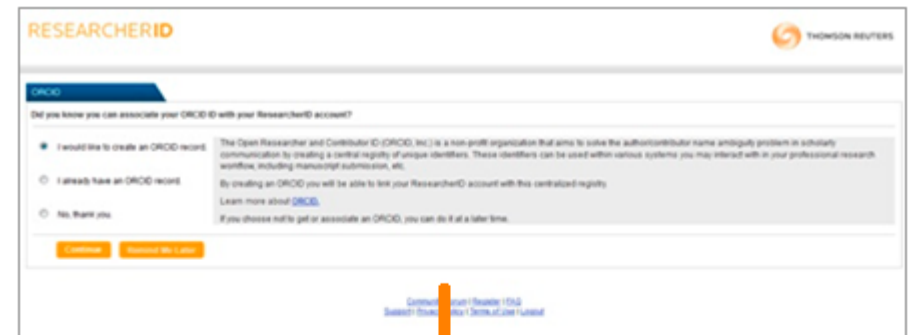 RESEARCHERID
THOMSON REUTERS
ORCID
Did you know you can associate your ORCID ID with your ResearcherID account?
I would like to create an ORCID record.
I already have an ORCID record.
No, thank you.
The Open Researcher and Contributor ID (ORCID, Inc.) is a non-profit organization that aims to solve the author/contributor name ambiguity problem in scholarly
communication by creating a central registry of unique identifiers. These identifiers can be used within various systems you may interact with in your professional research
workflow, including manuscript submission, etc.
By creating an ORCID you will be able to link your ResearcherID account with this centralized registry.
Learn more about ORCID.
If you choose not to get or associate an ORCID, you can do it at a later time.
Continue Remind Me Later
Register | FAQ
Support | Terms of Use | Logout